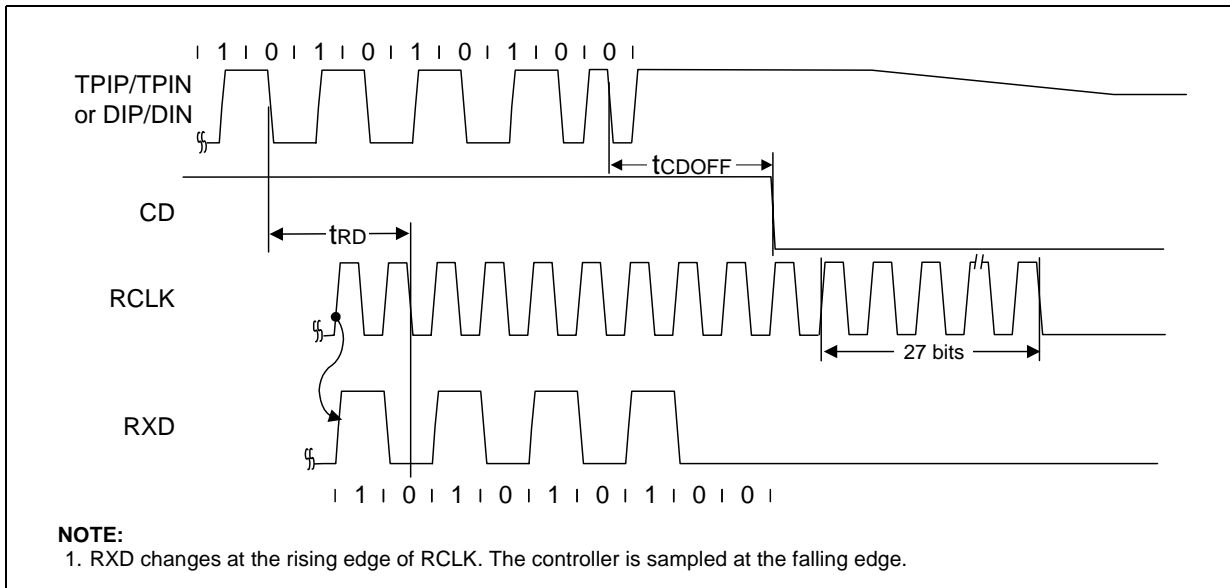 1 0 1 0 1 0 1 0 0
TPIP/TPIN
or DIP/DIN
tCDOFF
CD
tRD
RCLK
27 bits
RXD
1 0 1 0 1 0 1 0 0
NOTE:
1. RXD changes at the rising edge of RCLK. The controller is sampled at the falling edge.